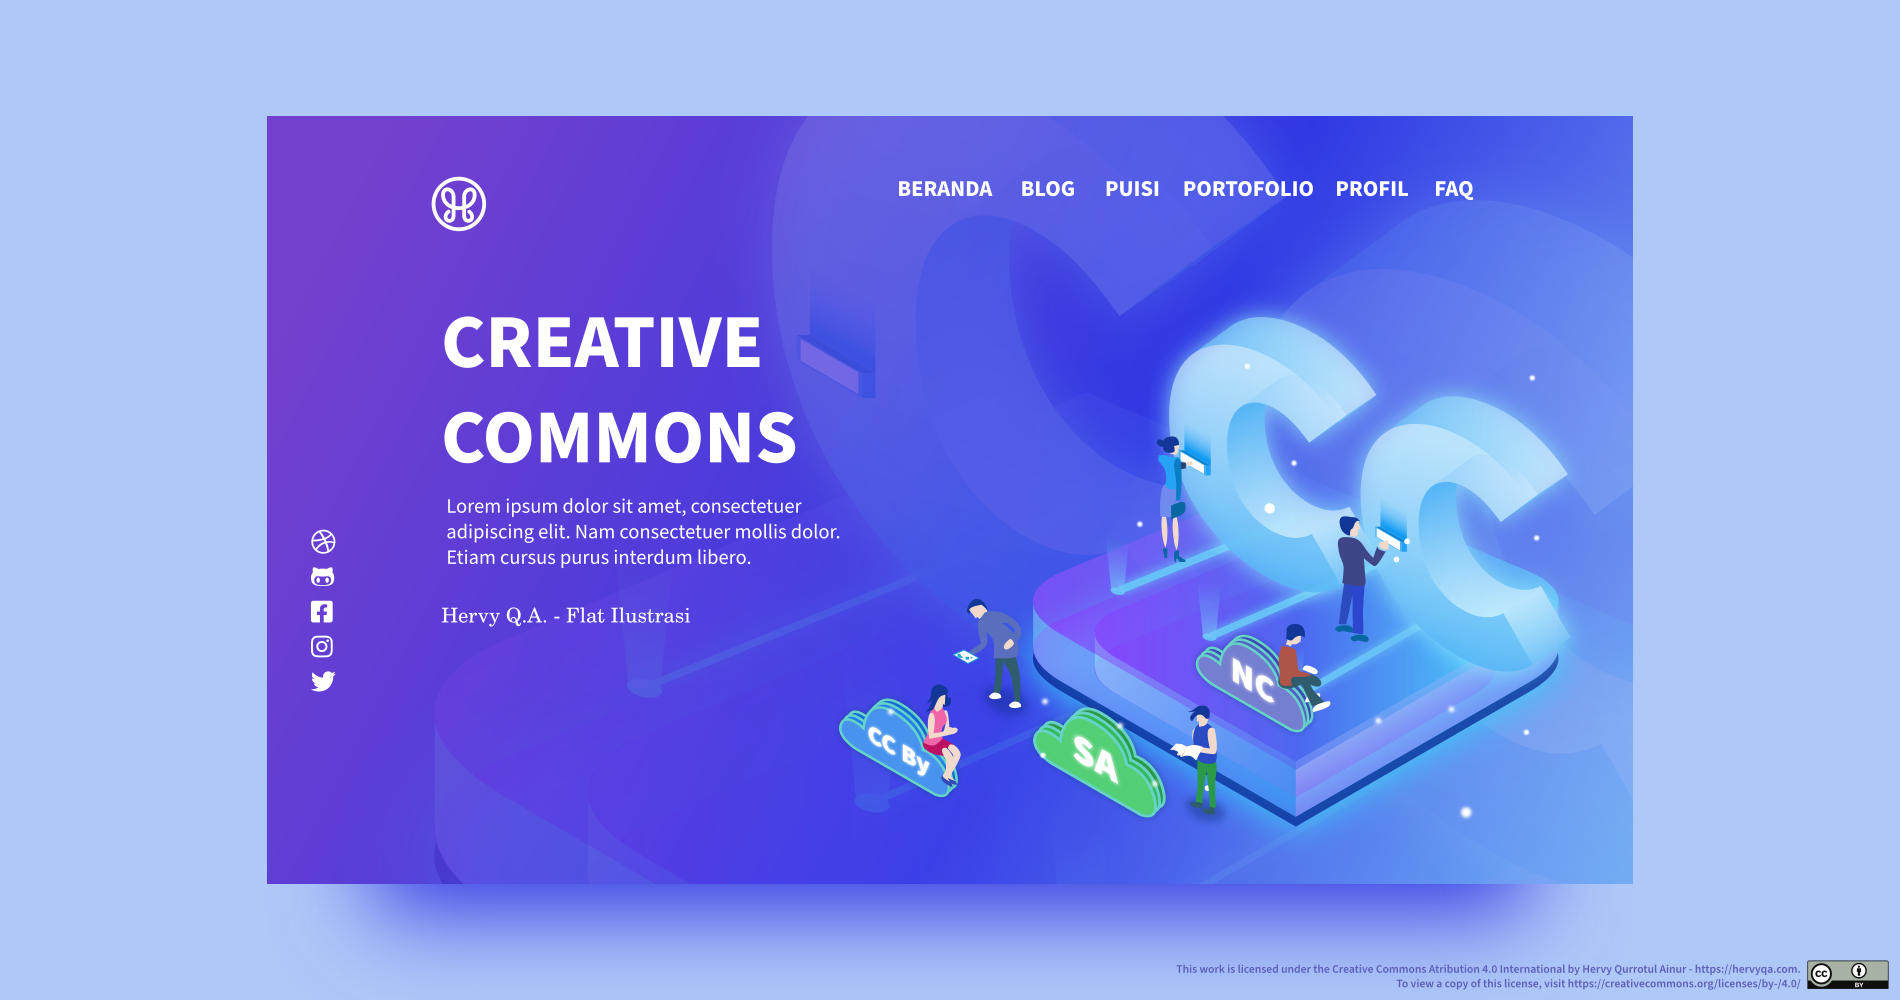 BERANDA BLOG PUISI PORTOFOLIO PROFIL FAQ
CREATIVE
COMMONS
Lorem ipsum dolor sit amet, consectetuer
adipiscing elit. Nam consectetuer mollis dolor.
Etiam cursus purus interdum libero.
Hervy Q.A. - Flat Ilustrasi
CC By
SA
NC
This work is licensed under the Creative Commons Atribution 4.0 International by Hervy Qurrotul Ainur - https://hervyqa.com.
To view a copy of this license, visit https://creativecommons.org/licenses/by-/4.0/
cc
BY